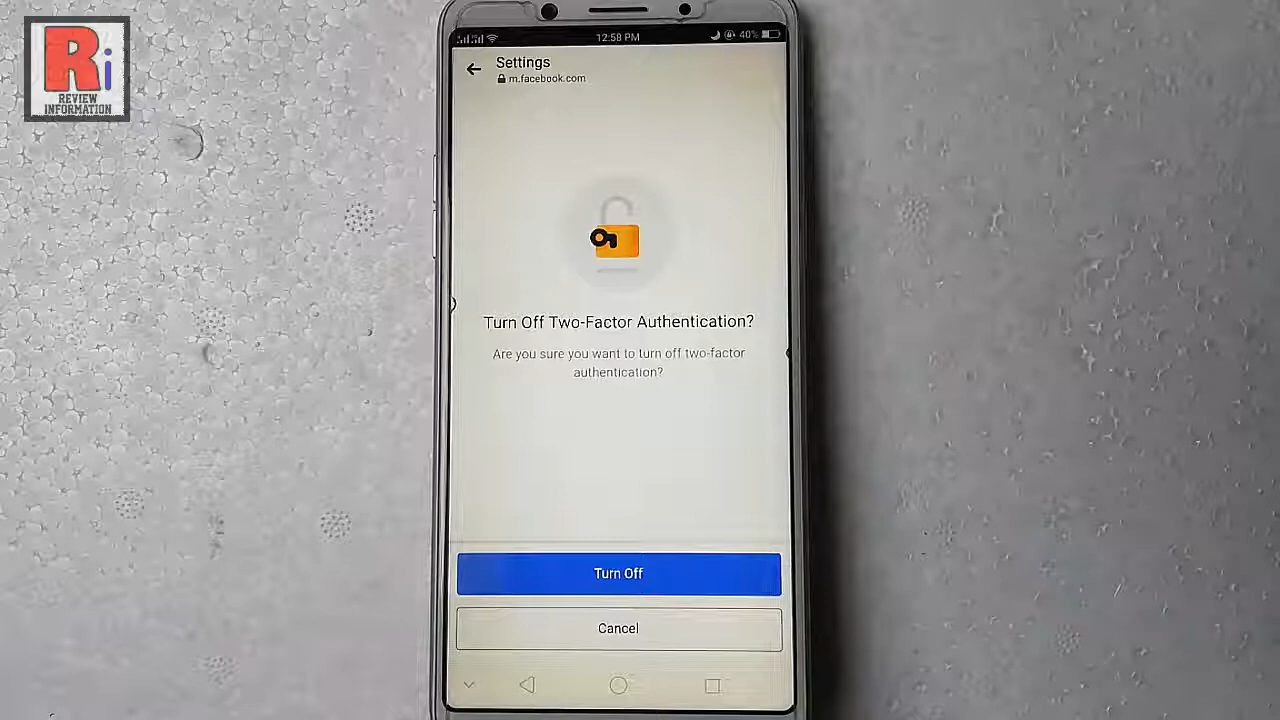 Ri
REVIEW
INFORMATION
12:58 PM
40%
Settings
m.facebook.com
Turn Off Two-Factor Authentication?
Are you sure you want to turn off two-factor
authentication?
Turn Off
Cancel